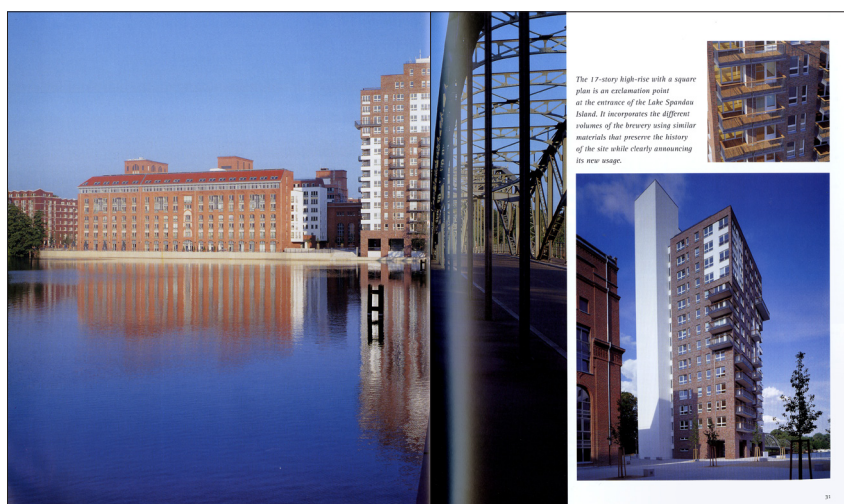 The 17-story high-rise with a square
plan is an exclamation point
at the entrance of the Lake Spandau
Island. It incorporates the different
volumes of the brewery using similar
materials that preserve the history
of the site while clearly announcing
its new usage.
31